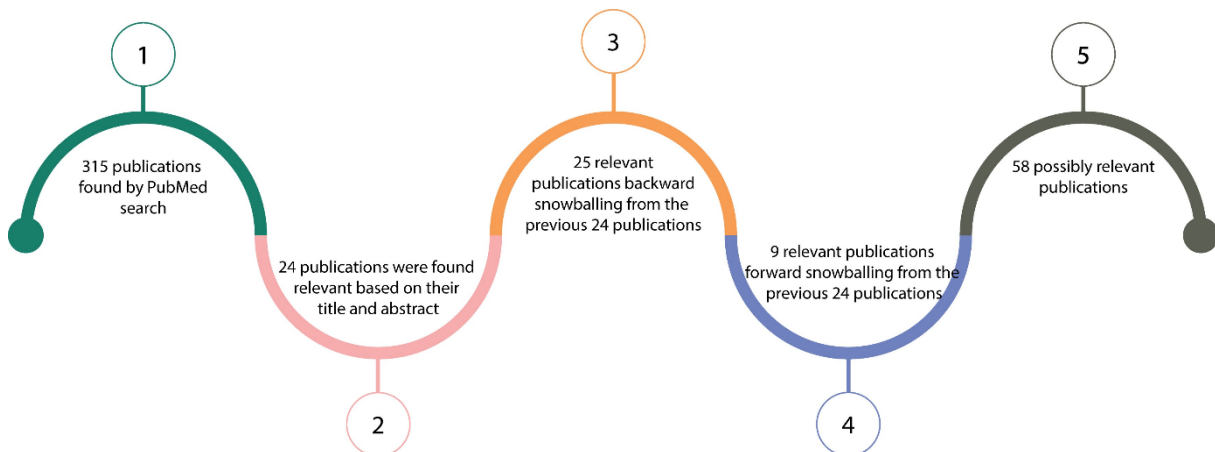 1
315 publications
found by PubMed
search
2
24 publications were found
relevant based on their
title and abstract
3
25 relevant
publications backward
snowballing from the
previous 24 publications
4
9 relevant publications
forward snowballing from the
previous 24 publications
5
58 possibly relevant
publications